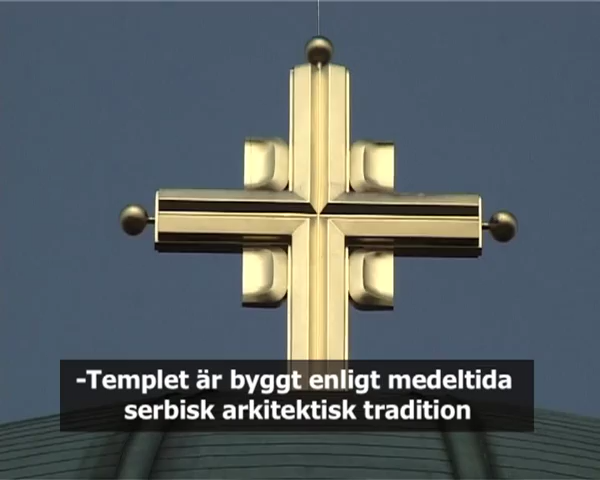 -Templet är byggt enligt medeltida
serbisk arkitektisk tradition